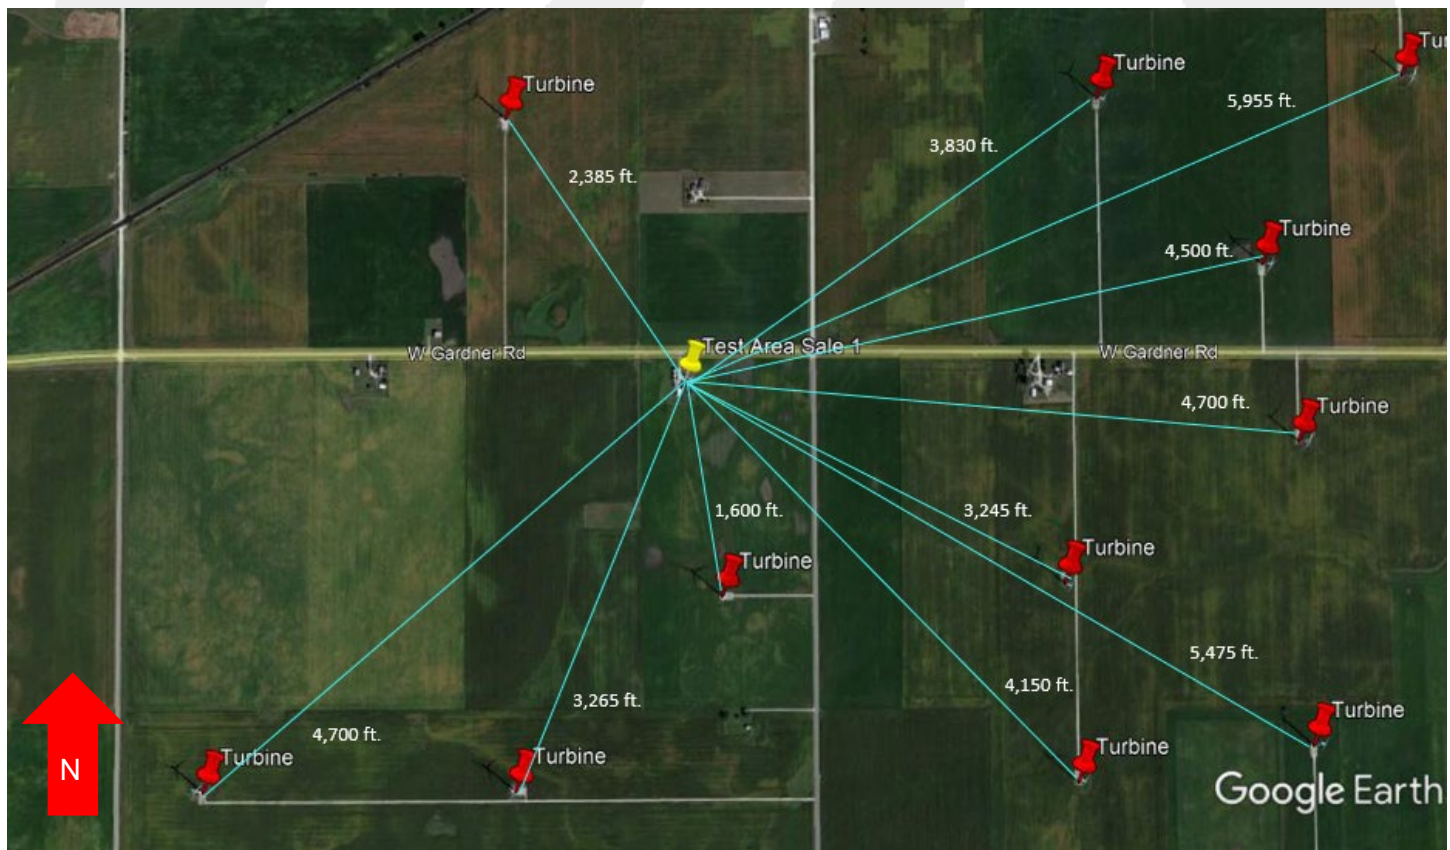 Tur
Turbine
5,955 ft.
Turbine
3,830 ft.
2,385 ft.
Turbine
4,500 ft.
Test Area Sale 1
W Gardner Rd
W Gardner Rd
4,700 ft.
Turbine
3,245 ft.
1,600 ft.
Turbine
Turbine
5,475 ft.
4,150 ft.
3,265 ft.
Turbine
4,700 ft.
Turbine
Turbine
Turbine
N
Google Earth